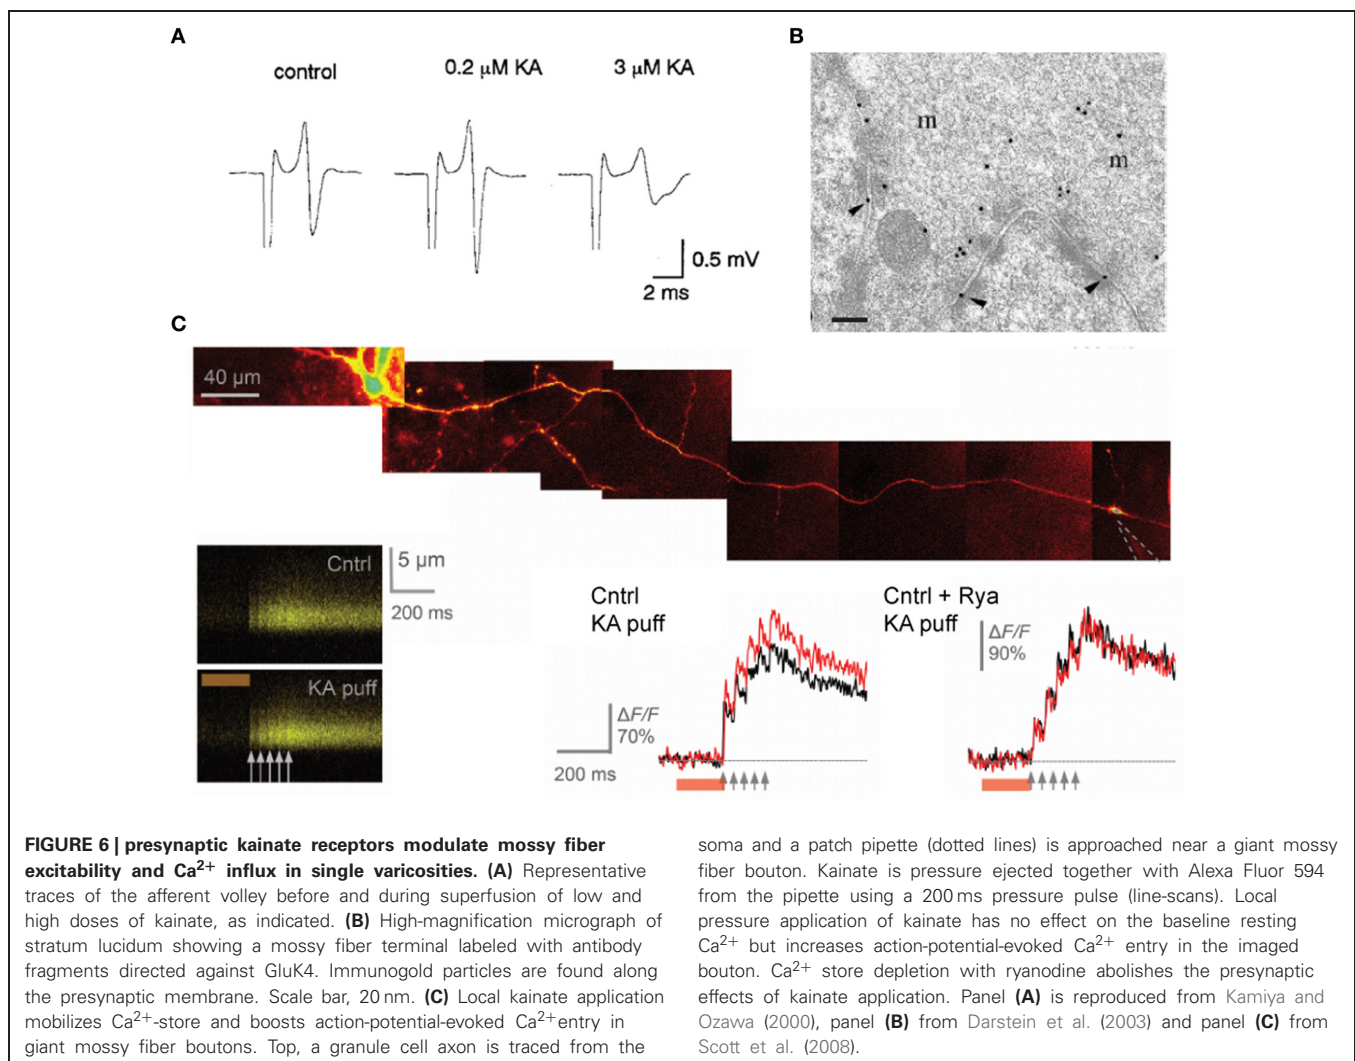 A
control
0.2 μM KA
3 μM KA
0.5 mV
2 ms
B
m
m
C
40 μm
Cntrl
5 μm
200 ms
KA puff
Cntrl
KA puff
ΔF/F
70%
200 ms
Cntrl + Rya
KA puff
ΔF/F
90%
FIGURE 6 | presynaptic kainate receptors modulate mossy fiber
excitability and Ca²⁺ influx in single varicosities. (A) Representative
traces of the afferent volley before and during superfusion of low and
high doses of kainate, as indicated. (B) High-magnification micrograph of
stratum lucidum showing a mossy fiber terminal labeled with antibody
fragments directed against GluK4. Immunogold particles are found along
the presynaptic membrane. Scale bar, 20 nm. (C) Local kainate application
mobilizes Ca²⁺-store and boosts action-potential-evoked Ca²⁺entry in
giant mossy fiber boutons. Top, a granule cell axon is traced from the
soma and a patch pipette (dotted lines) is approached near a giant mossy
fiber bouton. Kainate is pressure ejected together with Alexa Fluor 594
from the pipette using a 200 ms pressure pulse (line-scans). Local
pressure application of kainate has no effect on the baseline resting
Ca²⁺ but increases action-potential-evoked Ca²⁺ entry in the imaged
bouton. Ca²⁺ store depletion with ryanodine abolishes the presynaptic
effects of kainate application. Panel (A) is reproduced from Kamiya and
Ozawa (2000), panel (B) from Darstein et al. (2003) and panel (C) from
Scott et al. (2008).